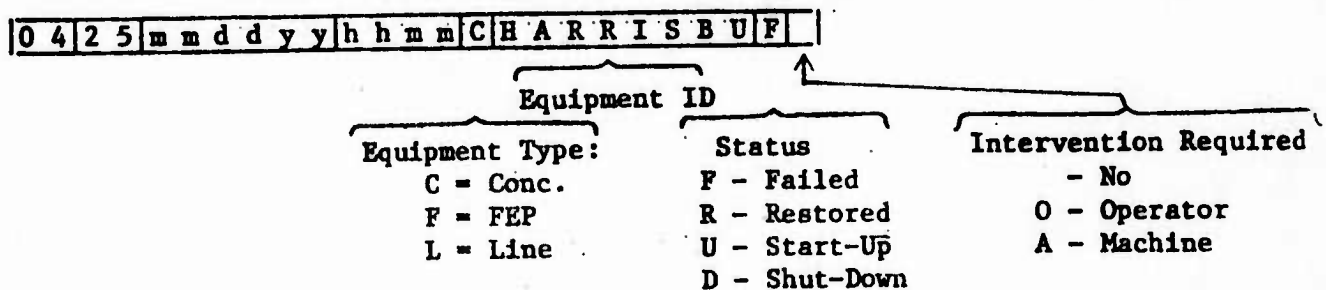 |0 4|2 5|m m d d y y|h h m m|C|H A R R I S B U|F| |
Equipment ID
Equipment Type: Status Intervention Required
C = Conc. F - Failed - No
F = FEP R - Restored O - Operator
L = Line U - Start-Up A - Machine
D - Shut-Down